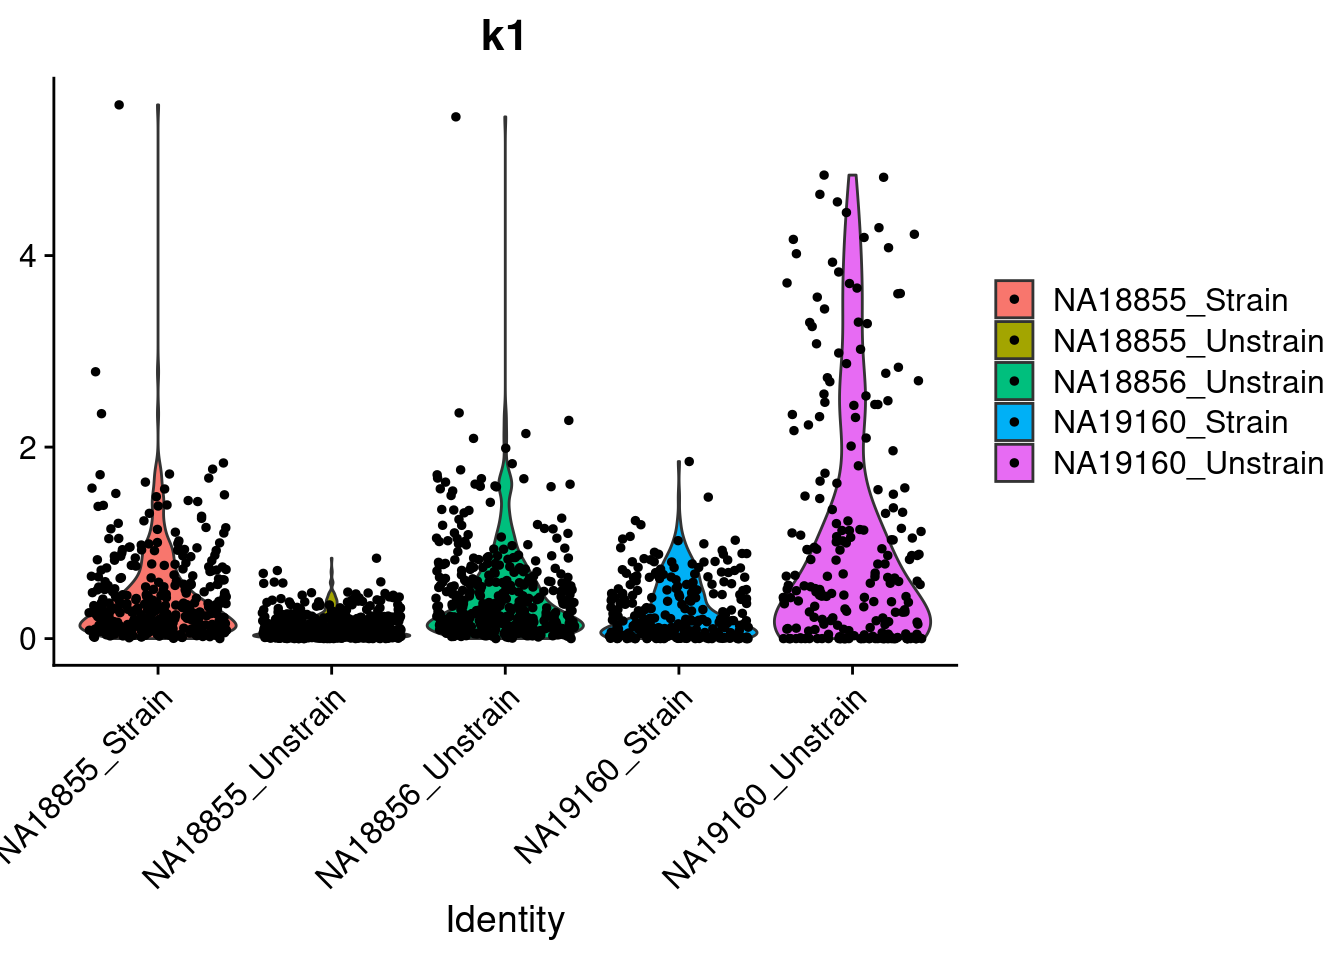 k1
4
2
0
NA18855_Strain
NA18855_Unstrain
NA18856_Unstrain
NA19160_Strain
NA19160_Unstrain
Identity
NA18855_Strain
NA18855_Unstrain
NA18856_Unstrain
NA19160_Strain
NA19160_Unstrain